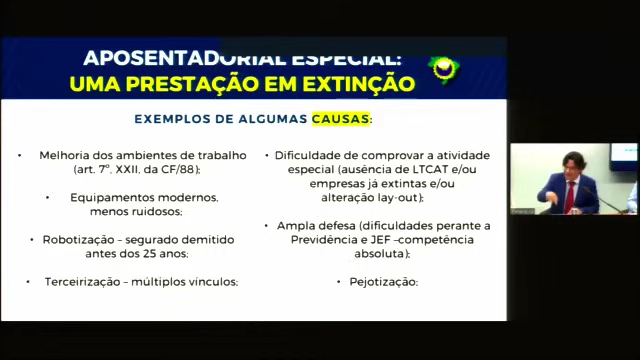 APOSENTADORIAL ESPECIAL:
UMA PRESTAÇÃO EM EXTINÇÃO
EXEMPLOS DE ALGUMAS CAUSAS:
• Melhoria dos ambientes de trabalho
(art. 7º. XXII. da CF/88);
• Equipamentos modernos.
menos ruidosos;
• Robotização – segurado demitido
antes dos 25 anos;
• Terceirização – múltiplos vínculos;
• Dificuldade de comprovar a atividade
especial (ausência de LTCAT e/ou
empresas já extintas e/ou
alteração lay-out);
• Ampla defesa (dificuldades perante a
Previdência e JEF –competência
absoluta);
• Pejotização;